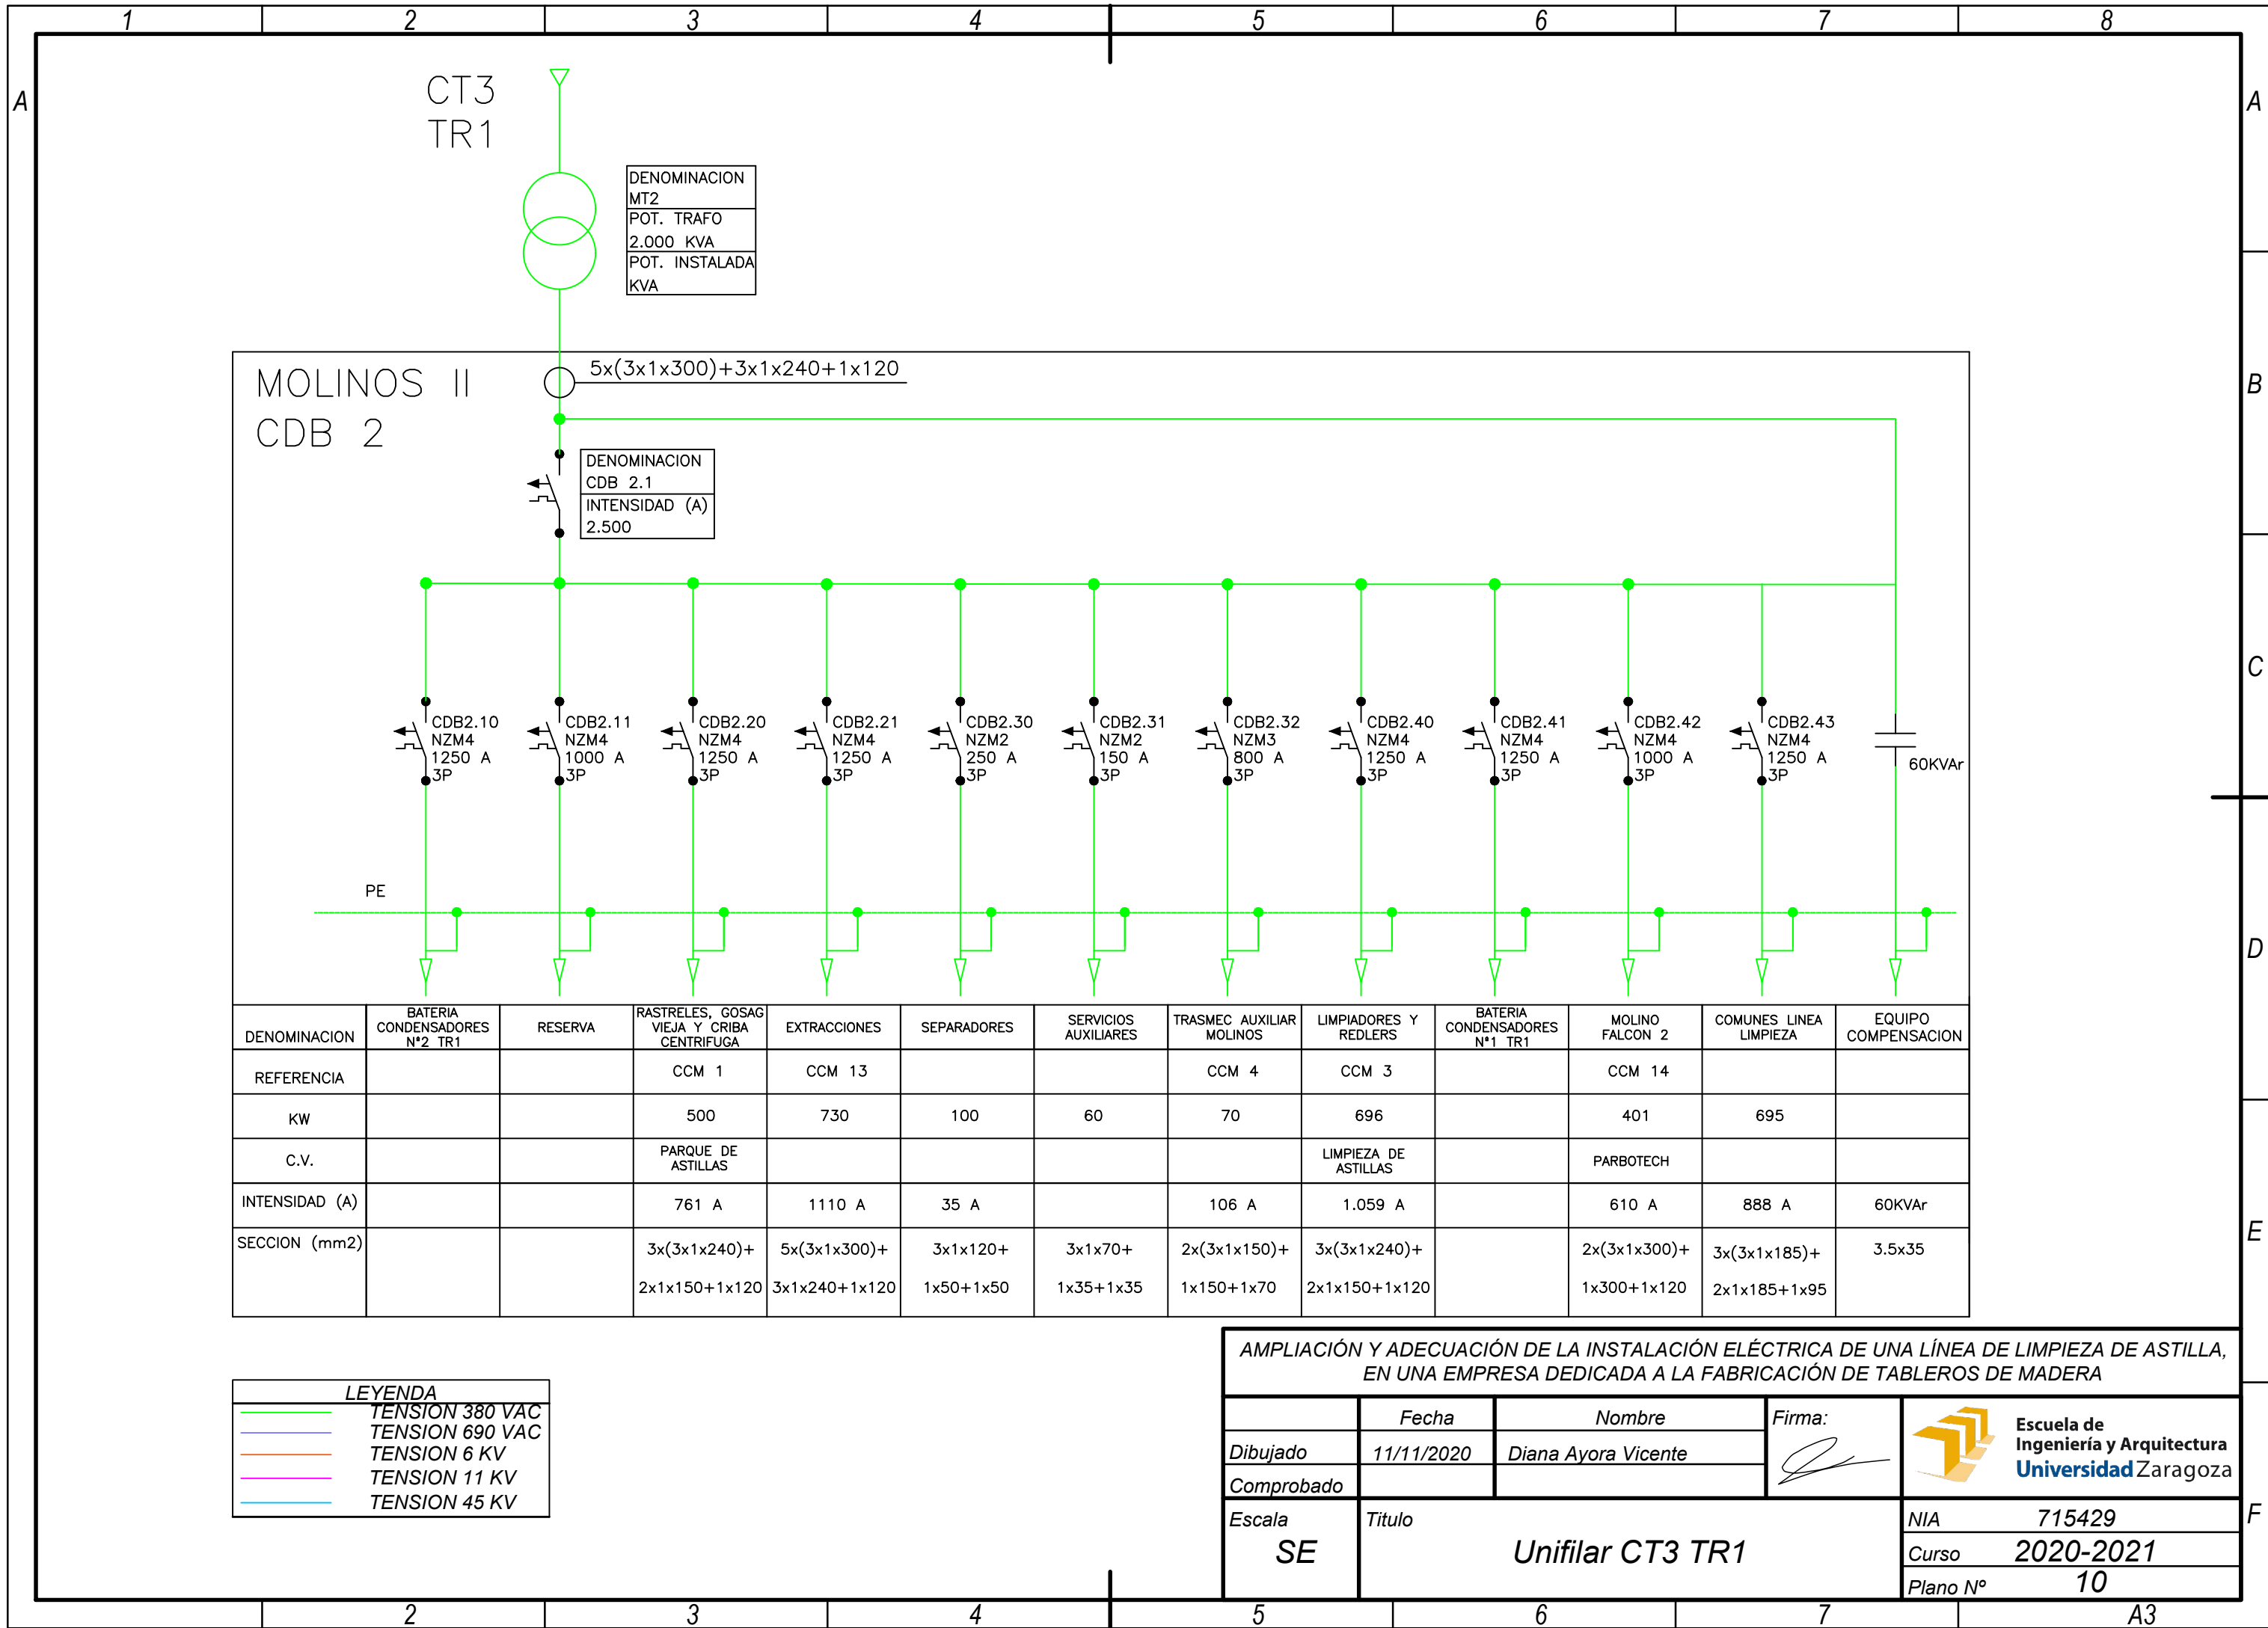 1 2 3 4 5 6 7 8
A A
CT3
TR1
DENOMINACION
MT2
POT. TRAFO
2.000 KVA
POT. INSTALADA
KVA
B
MOLINOS II
CDB 2
5x(3x1x300)+3x1x240+1x120
DENOMINACION
CDB 2.1
INTENSIDAD (A)
2.500
C
CDB2.10
NZM4
1250 A
3P
CDB2.11
NZM4
1000 A
3P
CDB2.20
NZM4
1250 A
3P
CDB2.21
NZM4
1250 A
3P
CDB2.30
NZM2
250 A
3P
CDB2.31
NZM2
150 A
3P
CDB2.32
NZM3
800 A
3P
CDB2.40
NZM4
1250 A
3P
CDB2.41
NZM4
1250 A
3P
CDB2.42
NZM4
1000 A
3P
CDB2.43
NZM4
1250 A
3P
60KVAr
PE
D
DENOMINACION
BATERIA
CONDENSADORES
Nª2 TR1
RESERVA
RASTRELES, GOSAG
VIEJA Y CRIBA
CENTRIFUGA
EXTRACCIONES
SEPARADORES
SERVICIOS
AUXILIARES
TRASMEC AUXILIAR
MOLINOS
LIMPIADORES Y
REDLERS
BATERIA
CONDENSADORES
Nª1 TR1
MOLINO
FALCON 2
COMUNES LINEA
LIMPIEZA
EQUIPO
COMPENSACION
REFERENCIA
CCM 1
CCM 13
CCM 4
CCM 3
CCM 14
KW
500
730
100
60
70
696
401
695
C.V.
PARQUE DE
ASTILLAS
LIMPIEZA DE
ASTILLAS
PARBOTECH
INTENSIDAD (A)
761 A
1110 A
35 A
106 A
1.059 A
610 A
888 A
60KVAr
E
SECCION (mm2)
3x(3x1x240)+
2x1x150+1x120
5x(3x1x300)+
3x1x240+1x120
3x1x120+
1x50+1x50
3x1x70+
1x35+1x35
2x(3x1x150)+
1x150+1x70
3x(3x1x240)+
2x1x150+1x120
2x(3x1x300)+
1x300+1x120
3x(3x1x185)+
2x1x185+1x95
3.5x35
LEYENDA
TENSION 380 VAC
TENSION 690 VAC
TENSION 6 KV
TENSION 11 KV
TENSION 45 KV
AMPLIACIÓN Y ADECUACIÓN DE LA INSTALACIÓN ELÉCTRICA DE UNA LÍNEA DE LIMPIEZA DE ASTILLA,
EN UNA EMPRESA DEDICADA A LA FABRICACIÓN DE TABLEROS DE MADERA
Fecha Nombre Firma:
Dibujado 11/11/2020 Diana Ayora Vicente
Comprobado
Escuela de
Ingeniería y Arquitectura
Universidad Zaragoza
F
Escala
SE
Titulo
Unifilar CT3 TR1
NIA 715429
Curso 2020-2021
Plano Nº 10
2 3 4 5 6 7 A3